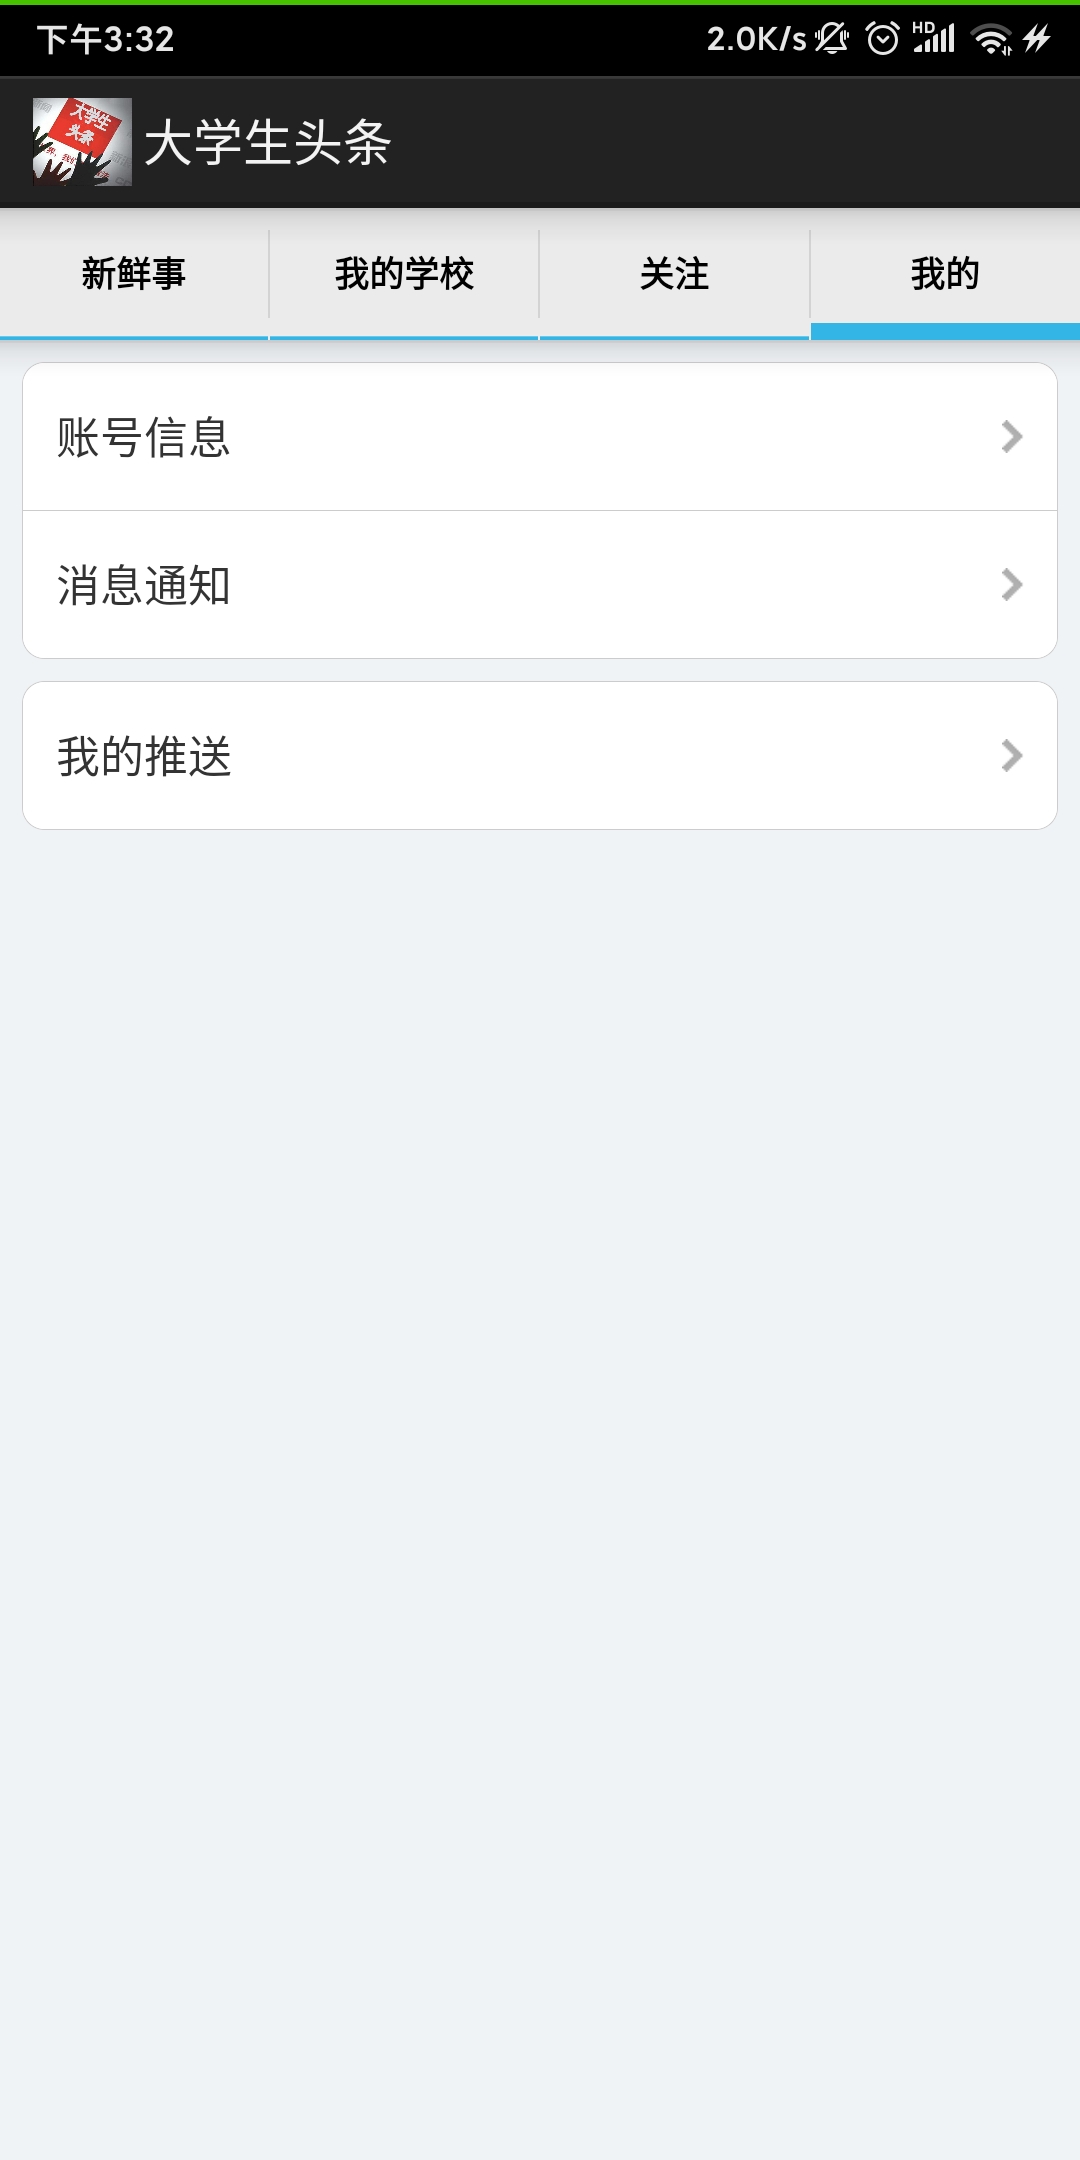 下午3:32
2.0K/s
HD
大学生
头条
大学生头条
新鲜事
我的学校
关注
我的
账号信息
消息通知
我的推送